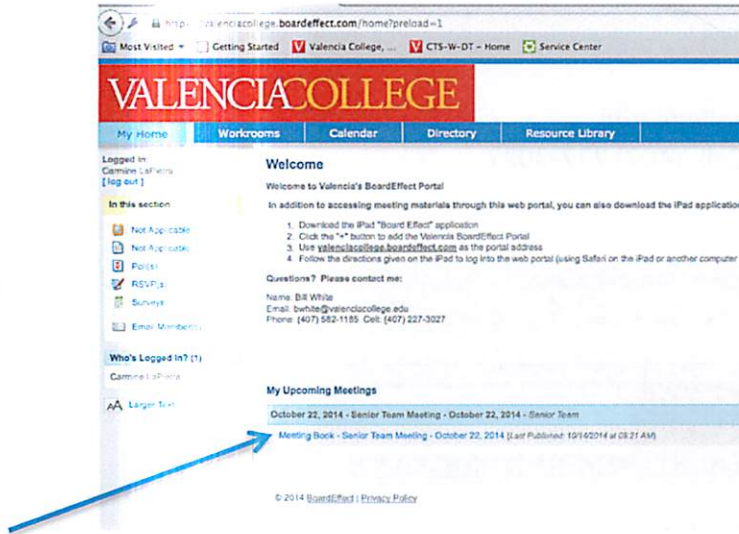 valenciacollege.boardeffect.com/home?preload=1
Most Visited Getting Started Valencia College, ... CTS-W-DT - Home Service Center
VALENCIACOLLEGE
My Home Workrooms Calendar Directory Resource Library
Logged in:
Carmine LaPietra
[ log out ]
In this section
Not Applicable
Not Applicable
Poll(s)
RSVP(s)
Surveys
Email Member(s)
Who's Logged In? (1)
Carmine LaPietra
AA Larger Text
Welcome
Welcome to Valencia's BoardEffect Portal
In addition to accessing meeting materials through this web portal, you can also download the iPad application
1. Download the iPad "Board Effect" application
2. Click the "+" button to add the Valencia BoardEffect Portal
3. Use valenciacollege.boardeffect.com as the portal address
4. Follow the directions given on the iPad to log into the web portal (using Safari on the iPad or another computer
Questions? Please contact me:
Name: Bill White
Email: bwhite@valenciacollege.edu
Phone: (407) 582-1185 Cell: (407) 227-3027
My Upcoming Meetings
October 22, 2014 - Senior Team Meeting - October 22, 2014 - Senior Team
Meeting Book - Senior Team Meeting - October 22, 2014 (Last Published: 10/14/2014 at 08:21 AM)
© 2014 BoardEffect | Privacy Policy